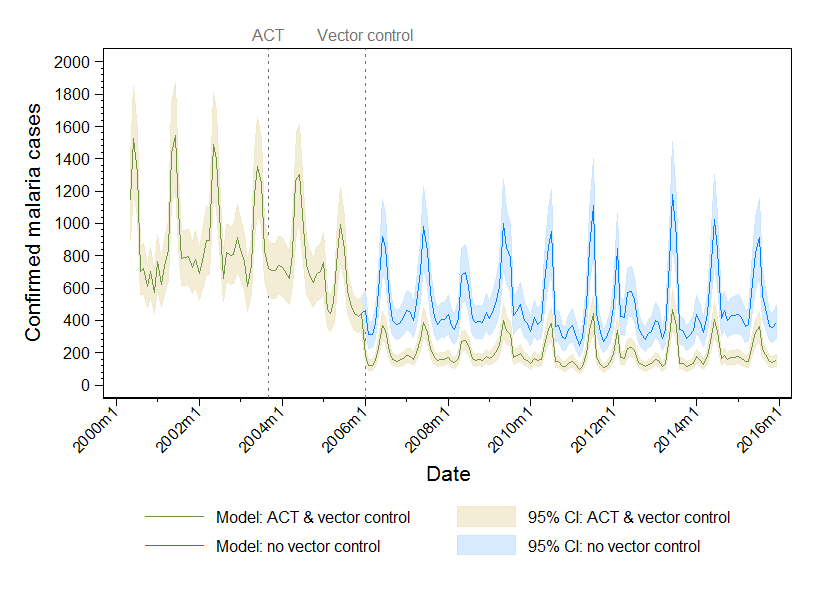 ACT Vector control
Confirmed malaria cases
2000
1800
1600
1400
1200
1000
800
600
400
200
0
2000m1 2002m1 2004m1 2006m1 2008m1 2010m1 2012m1 2014m1 2016m1
Date
Model: ACT & vector control 95% CI: ACT & vector control
Model: no vector control 95% CI: no vector control